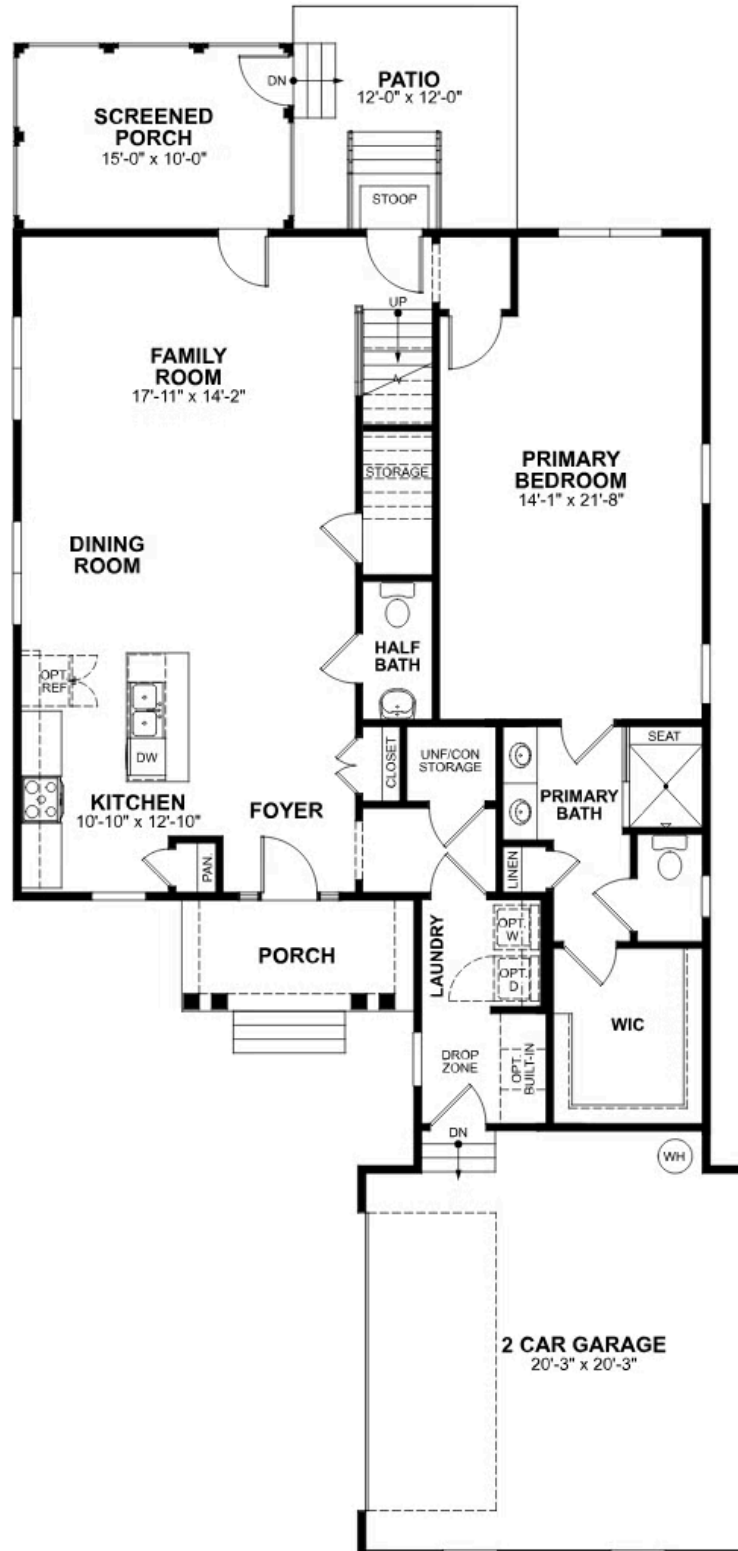 PATIO
12'-0" x 12'-0"
DN
SCREENED
PORCH
15'-0" x 10'-0"
STOOP
UP
FAMILY
ROOM
17'-11" x 14'-2"
PRIMARY
BEDROOM
14'-1" x 21'-8"
STORAGE
DINING
ROOM
HALF
BATH
OPT
REF
DW
CLOSET
UNF/CON
STORAGE
SEAT
PRIMARY
BATH
KITCHEN
10'-10" x 12'-10"
FOYER
PAN.
LINEN
PORCH
LAUNDRY
OPT.
W
OPT.
D
WIC
DROP
ZONE
OPT.
BUILT-IN
DN
WH
2 CAR GARAGE
20'-3" x 20'-3"